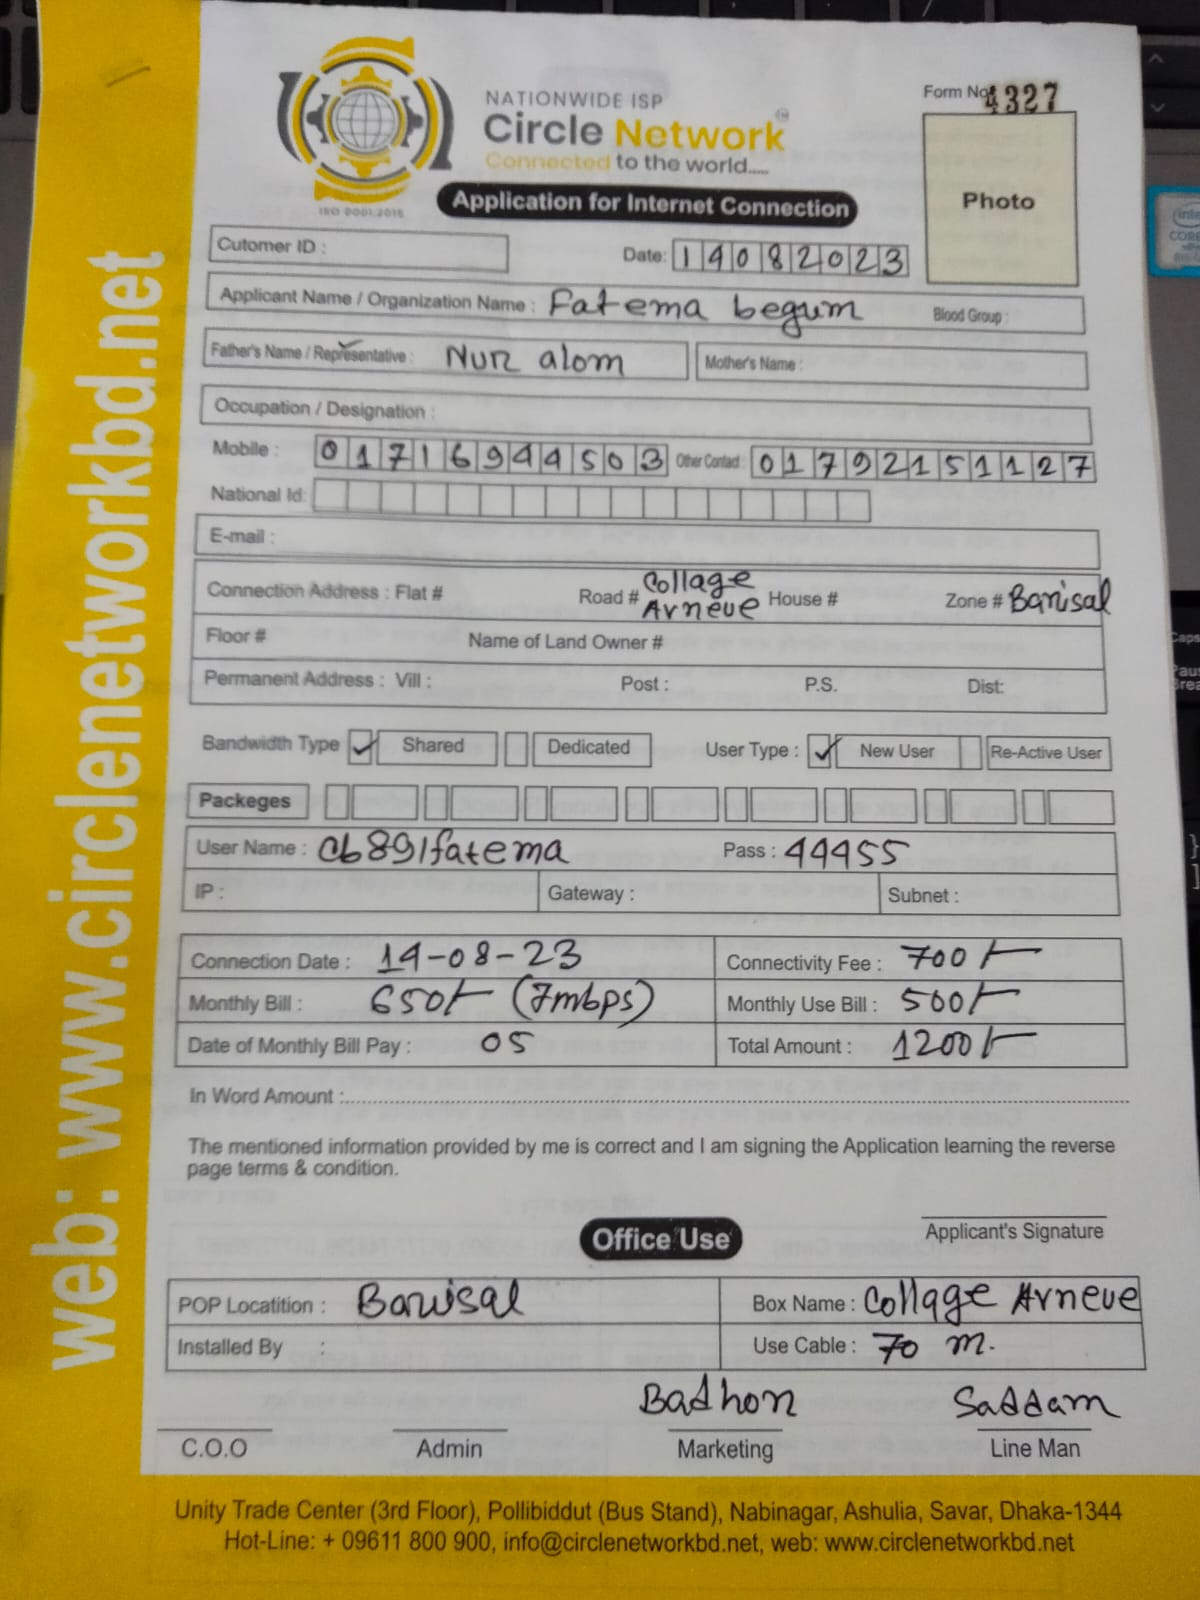 NATIONWIDE ISP
Circle Network
Connected to the world.....
ISO 9001:2015
Form No. 4327
Photo
Application for Internet Connection
Cutomer ID :
Date: 14082023
Applicant Name / Organization Name : Fatema begum Blood Group :
Father's Name / Representative : Nur alom Mother's Name :
Occupation / Designation :
Mobile : 01716944503 Other Contact : 01792151127
National Id:
E-mail :
Connection Address : Flat # Road # Collage Avneue House # Zone # Barisal
Floor # Name of Land Owner #
Permanent Address : Vill : Post : P.S. Dist:
Bandwidth Type Shared Dedicated User Type : New User Re-Active User
Packeges
User Name : cb891fatema Pass : 44455
IP : Gateway : Subnet :
Connection Date : 14-08-23 Connectivity Fee : 700/-
Monthly Bill : 650/- (7mbps) Monthly Use Bill : 500/-
Date of Monthly Bill Pay : 05 Total Amount : 1200/-
In Word Amount :
The mentioned information provided by me is correct and I am signing the Application learning the reverse
page terms & condition.
Applicant's Signature
Office Use
POP Locatition : Barisal Box Name : Collage Avneue
Installed By : Use Cable : 70 m.
Badhon Saddam
C.O.O Admin Marketing Line Man
Unity Trade Center (3rd Floor), Pollibiddut (Bus Stand), Nabinagar, Ashulia, Savar, Dhaka-1344
Hot-Line: + 09611 800 900, info@circlenetworkbd.net, web: www.circlenetworkbd.net
web: www.circlenetworkbd.net